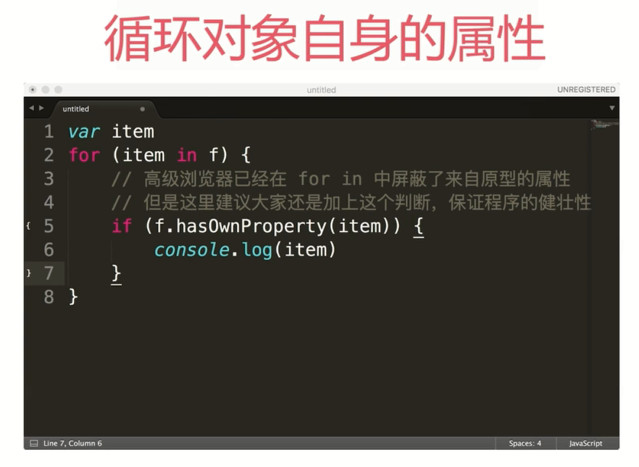 循环对象自身的属性
untitled
UNREGISTERED
untitled
1 var item
2 for (item in f) {
3 // 高级浏览器已经在 for in 中屏蔽了来自原型的属性
4 // 但是这里建议大家还是加上这个判断，保证程序的健壮性
5 if (f.hasOwnProperty(item)) {
6 console.log(item)
7 }
8 }
Line 7, Column 6
Spaces: 4
JavaScript